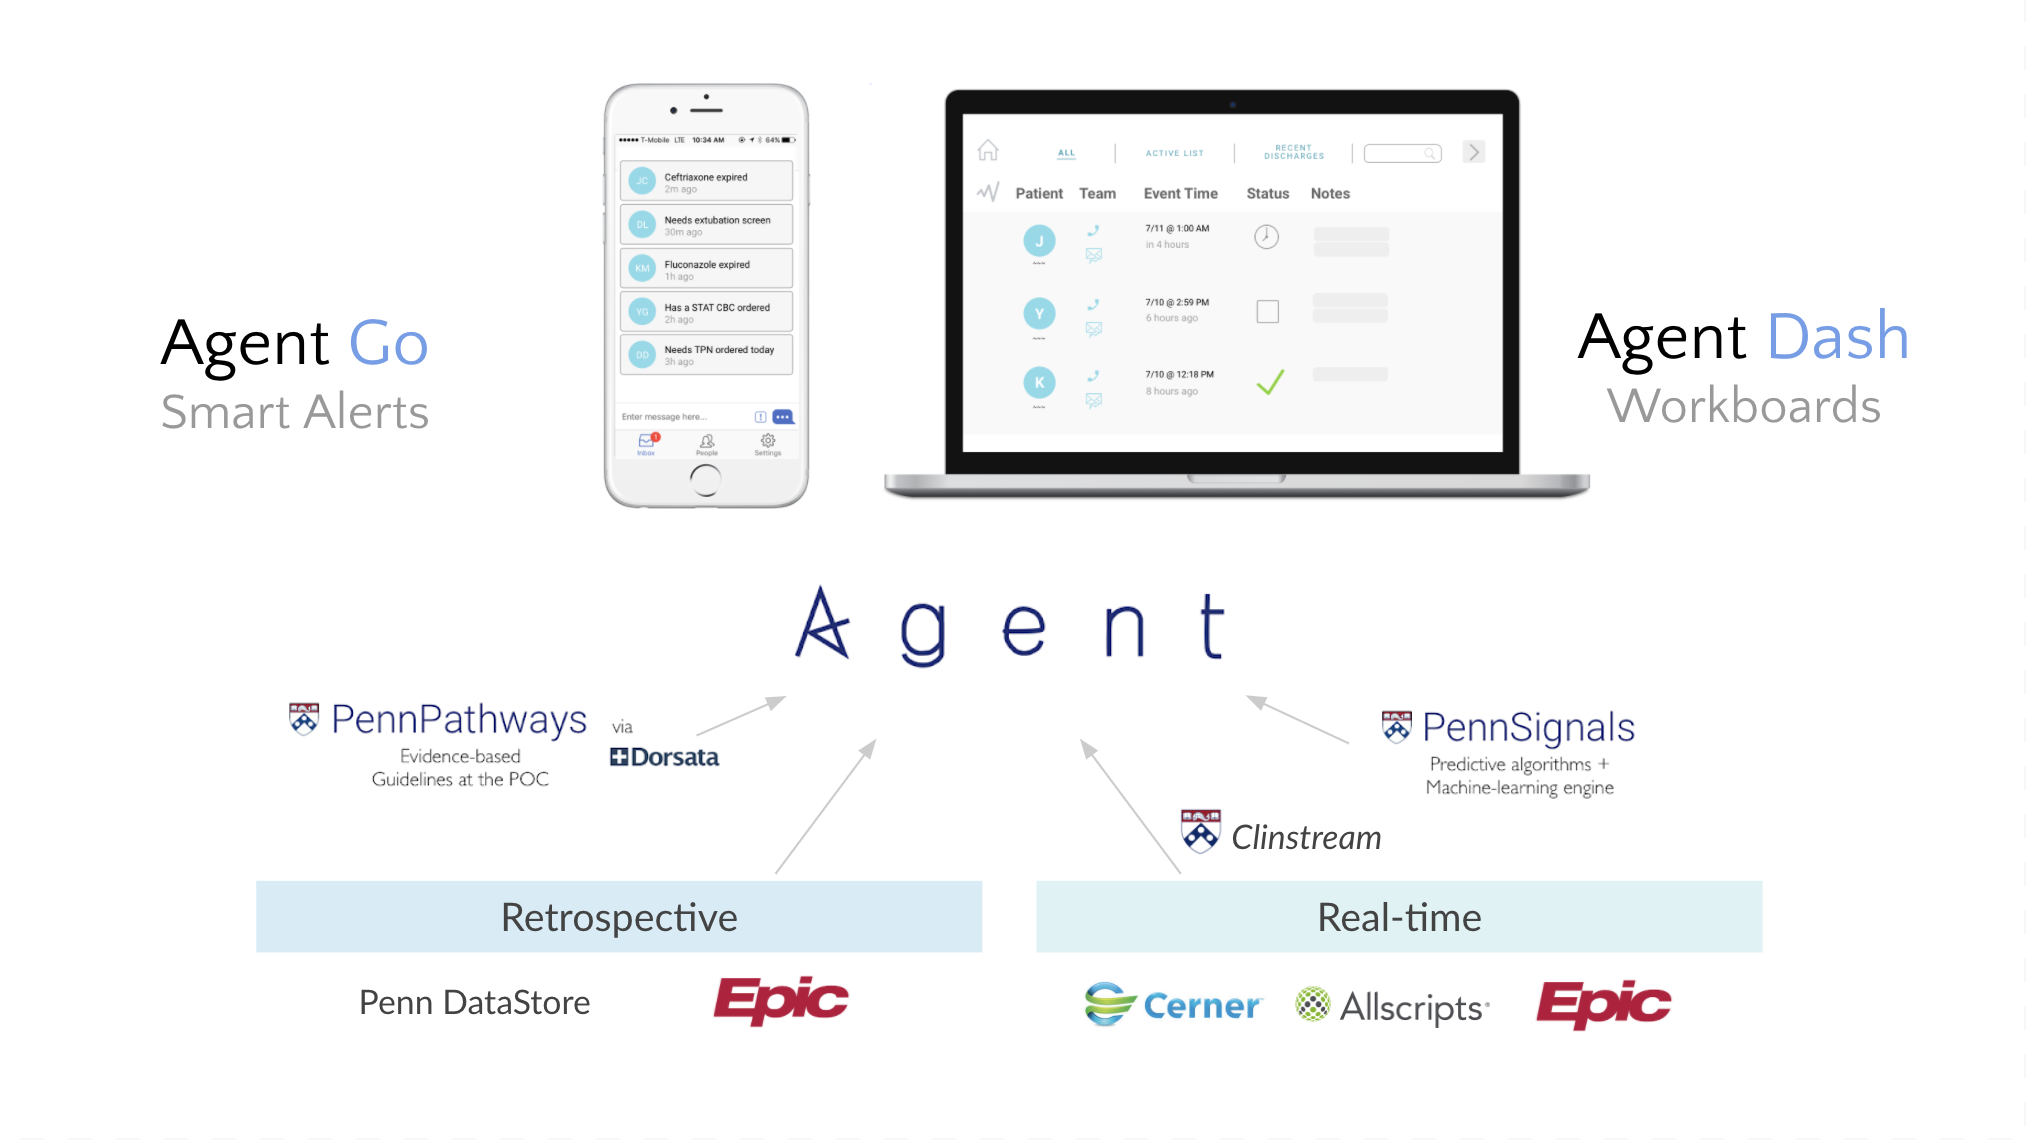 T-Mobile LTE 10:34 AM 64%
JC Ceftriaxone expired
2m ago
DL Needs extubation screen
30m ago
KM Fluconazole expired
1h ago
YG Has a STAT CBC ordered
2h ago
DD Needs TPN ordered today
3h ago
Enter message here...
1
Inbox People Settings
ALL ACTIVE LIST RECENT
DISCHARGES
Patient Team Event Time Status Notes
J 7/11 @ 1:00 AM
in 4 hours
Y 7/10 @ 2:59 PM
6 hours ago
K 7/10 @ 12:18 PM
8 hours ago
Agent Go
Smart Alerts
Agent Dash
Workboards
Agent
PennPathways
Evidence-based
Guidelines at the POC
via
Dorsata
PennSignals
Predictive algorithms +
Machine-learning engine
Clinstream
Retrospective
Real-time
Penn DataStore
Epic
Cerner
Allscripts
Epic